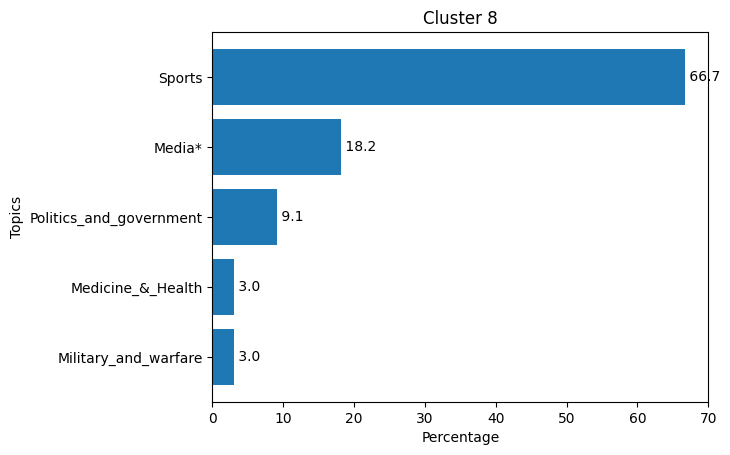 Cluster 8
Topics
Sports
66.7
Media*
18.2
Politics_and_government
9.1
Medicine_&_Health
3.0
Military_and_warfare
3.0
0 10 20 30 40 50 60 70
Percentage